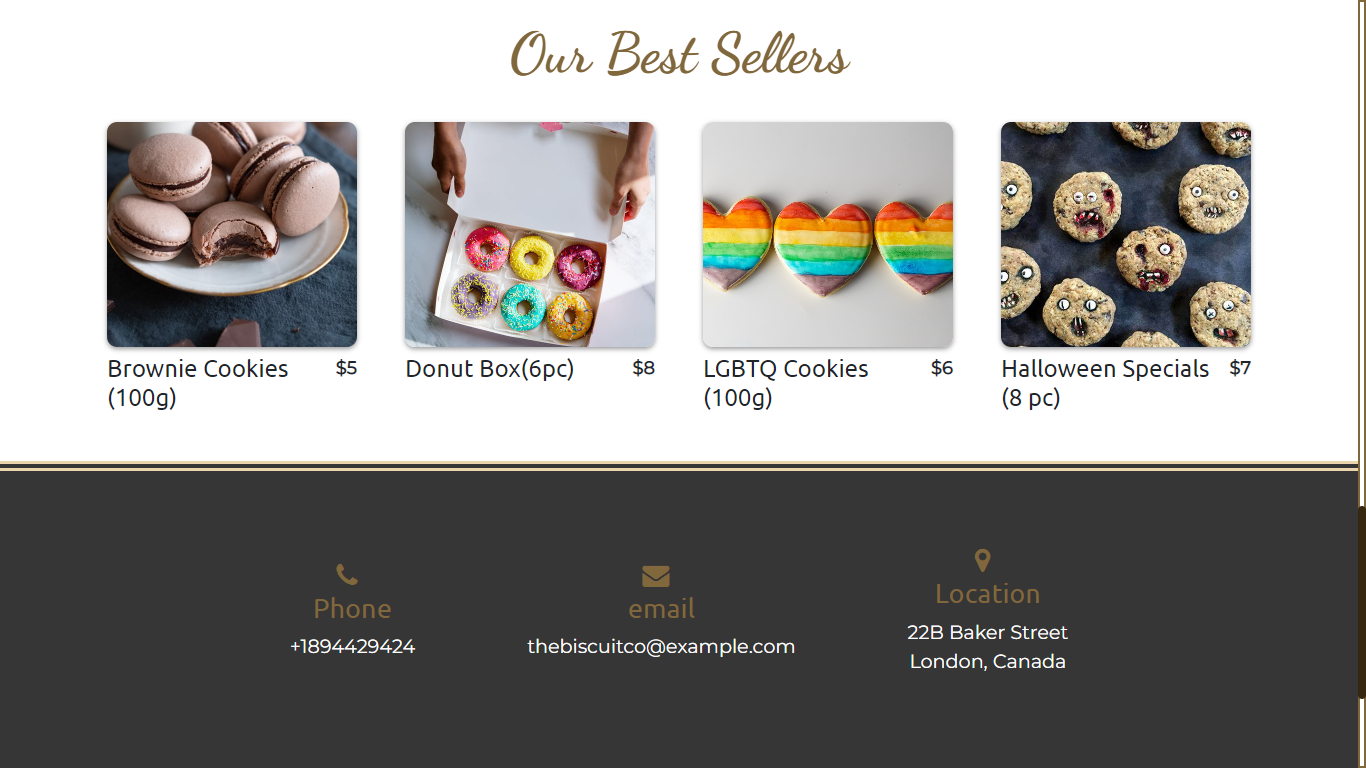 Our Best Sellers
Brownie Cookies $5
(100g)
Donut Box(6pc) $8
LGBTQ Cookies $6
(100g)
Halloween Specials $7
(8 pc)
Phone
+1894429424
email
thebiscuitco@example.com
Location
22B Baker Street
London, Canada